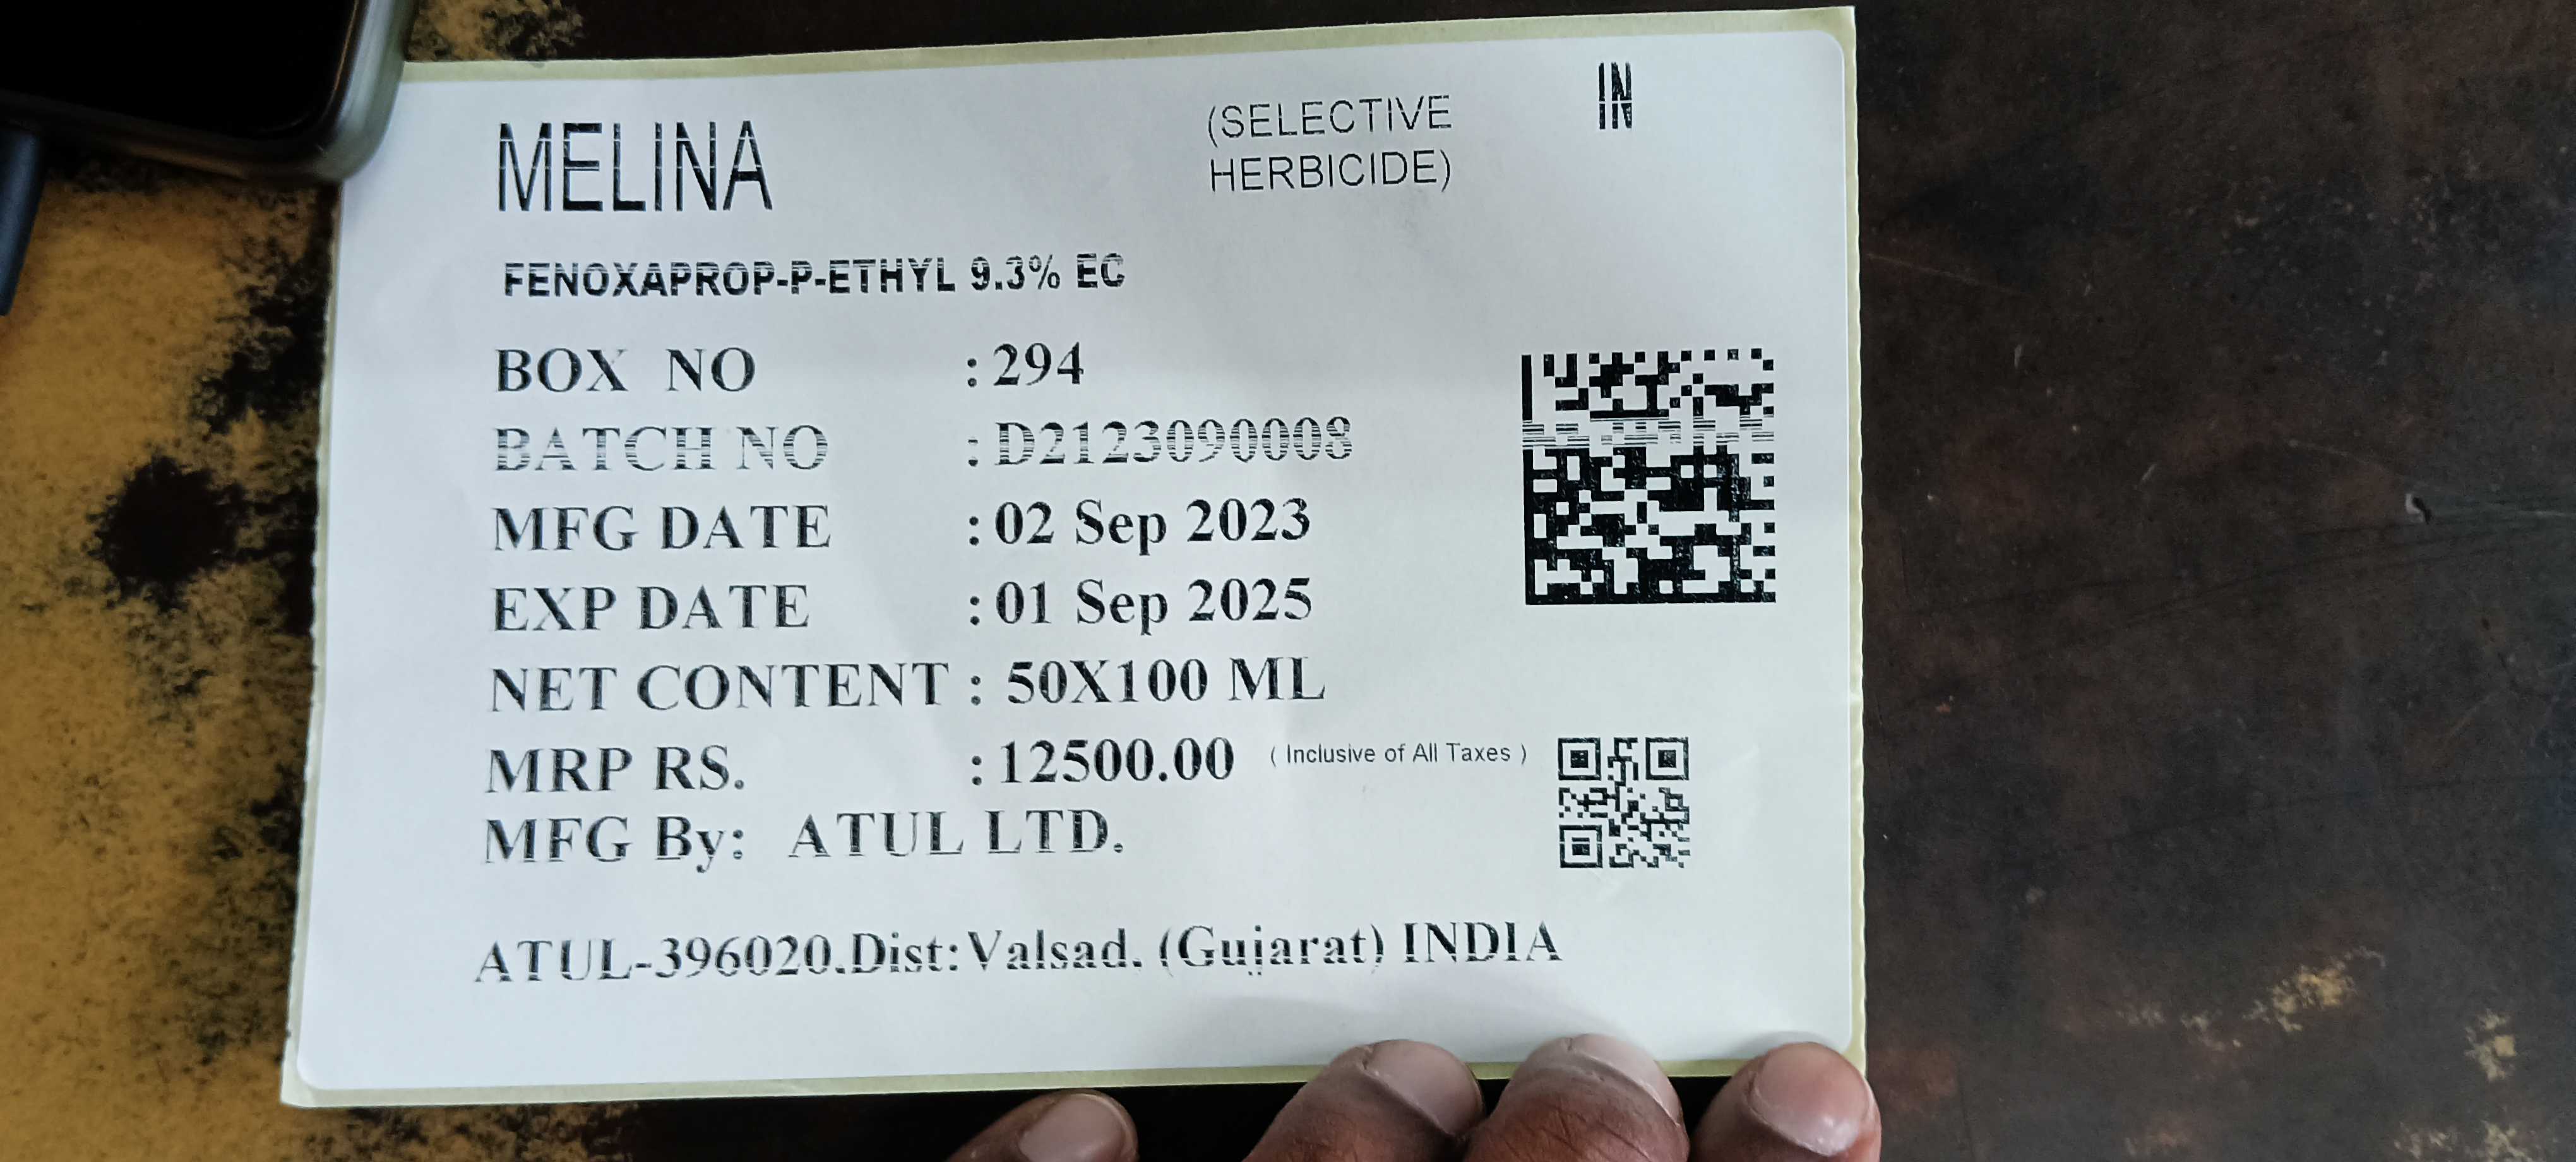 MELINA
(SELECTIVE
HERBICIDE)
IN
FENOXAPROP-P-ETHYL 9.3% EC
BOX NO : 294
BATCH NO : D2123090008
MFG DATE : 02 Sep 2023
EXP DATE : 01 Sep 2025
NET CONTENT : 50X100 ML
MRP RS. : 12500.00 ( Inclusive of All Taxes )
MFG By: ATUL LTD.
ATUL-396020.Dist:Valsad. (Gujarat) INDIA